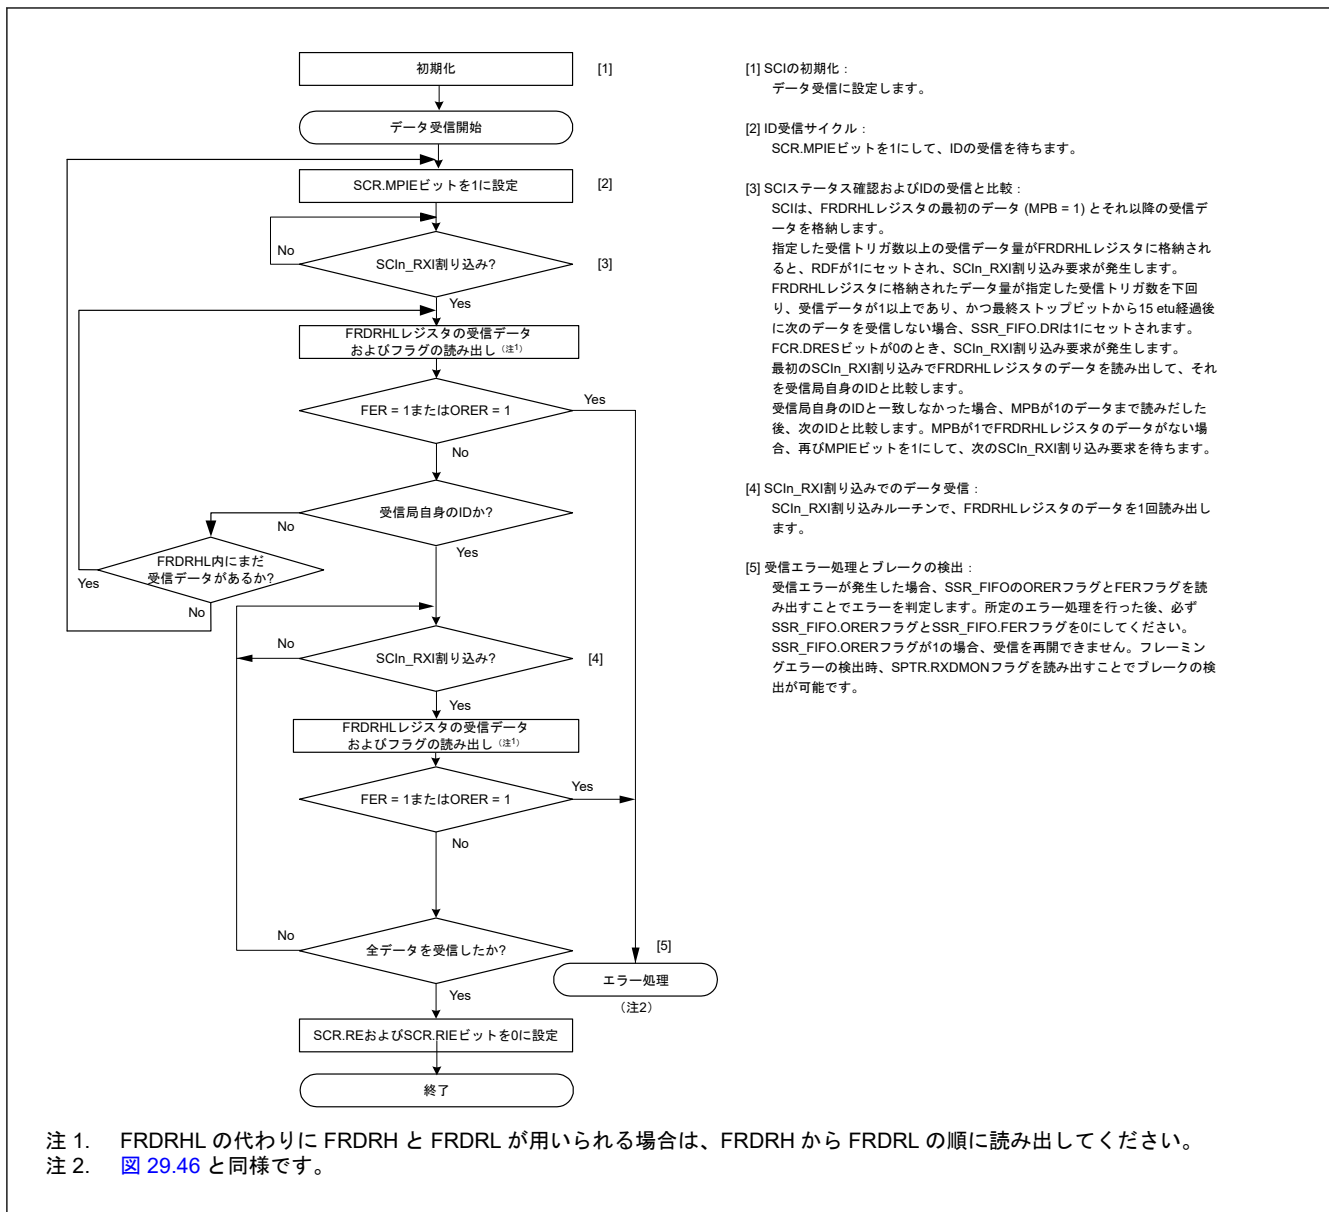 初期化
[1]
データ受信開始
SCR.MPIEビットを1に設定
[2]
No
SCIn_RXI割り込み?
[3]
Yes
FRDRHLレジスタの受信データ
およびフラグの読み出し（注1）
FER = 1またはORER = 1
Yes
No
受信局自身のIDか?
No
Yes
FRDRHL内にまだ
受信データがあるか?
Yes
No
No
SCIn_RXI割り込み?
[4]
Yes
FRDRHLレジスタの受信データ
およびフラグの読み出し（注1）
FER = 1またはORER = 1
Yes
No
No
全データを受信したか?
[5]
エラー処理
（注2）
Yes
SCR.REおよびSCR.RIEビットを0に設定
終了
[1] SCIの初期化：
データ受信に設定します。
[2] ID受信サイクル：
SCR.MPIEビットを1にして、IDの受信を待ちます。
[3] SCIステータス確認およびIDの受信と比較：
SCIは、FRDRHLレジスタの最初のデータ (MPB = 1) とそれ以降の受信デ
ータを格納します。
指定した受信トリガ数以上の受信データ量がFRDRHLレジスタに格納され
ると、RDFが1にセットされ、SCIn_RXI割り込み要求が発生します。
FRDRHLレジスタに格納されたデータ量が指定した受信トリガ数を下回
り、受信データが1以上であり、かつ最終ストップビットから15 etu経過後
に次のデータを受信しない場合、SSR_FIFO.DRは1にセットされます。
FCR.DRESビットが0のとき、SCIn_RXI割り込み要求が発生します。
最初のSCIn_RXI割り込みでFRDRHLレジスタのデータを読み出して、それ
を受信局自身のIDと比較します。
受信局自身のIDと一致しなかった場合、MPBが1のデータまで読みだした
後、次のIDと比較します。MPBが1でFRDRHLレジスタのデータがない場
合、再びMPIEビットを1にして、次のSCIn_RXI割り込み要求を待ちます。
[4] SCIn_RXI割り込みでのデータ受信：
SCIn_RXI割り込みルーチンで、FRDRHLレジスタのデータを1回読み出し
ます。
[5] 受信エラー処理とブレークの検出：
受信エラーが発生した場合、SSR_FIFOのORERフラグとFERフラグを読
み出すことでエラーを判定します。所定のエラー処理を行った後、必ず
SSR_FIFO.ORERフラグとSSR_FIFO.FERフラグを0にしてください。
SSR_FIFO.ORERフラグが1の場合、受信を再開できません。フレーミン
グエラーの検出時、SPTR.RXDMONフラグを読み出すことでブレークの検
出が可能です。
注 1. FRDRHL の代わりに FRDRH と FRDRL が用いられる場合は、FRDRH から FRDRL の順に読み出してください。
注 2. 図 29.46 と同様です。